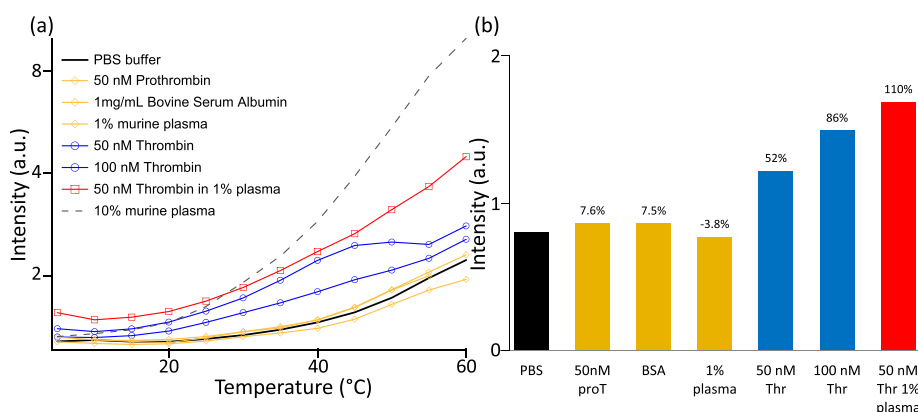 (a)
8
4
2
Intensity (a.u.)
PBS buffer
50 nM Prothrombin
1mg/mL Bovine Serum Albumin
1% murine plasma
50 nM Thrombin
100 nM Thrombin
50 nM Thrombin in 1% plasma
10% murine plasma
20
40
60
Temperature (°C)
(b)
2
1
0
Intensity (a.u.)
7.6%
7.5%
-3.8%
52%
86%
110%
PBS
50nM
proT
BSA
1%
plasma
50 nM
Thr
100 nM
Thr
50 nM
Thr 1%
plasma